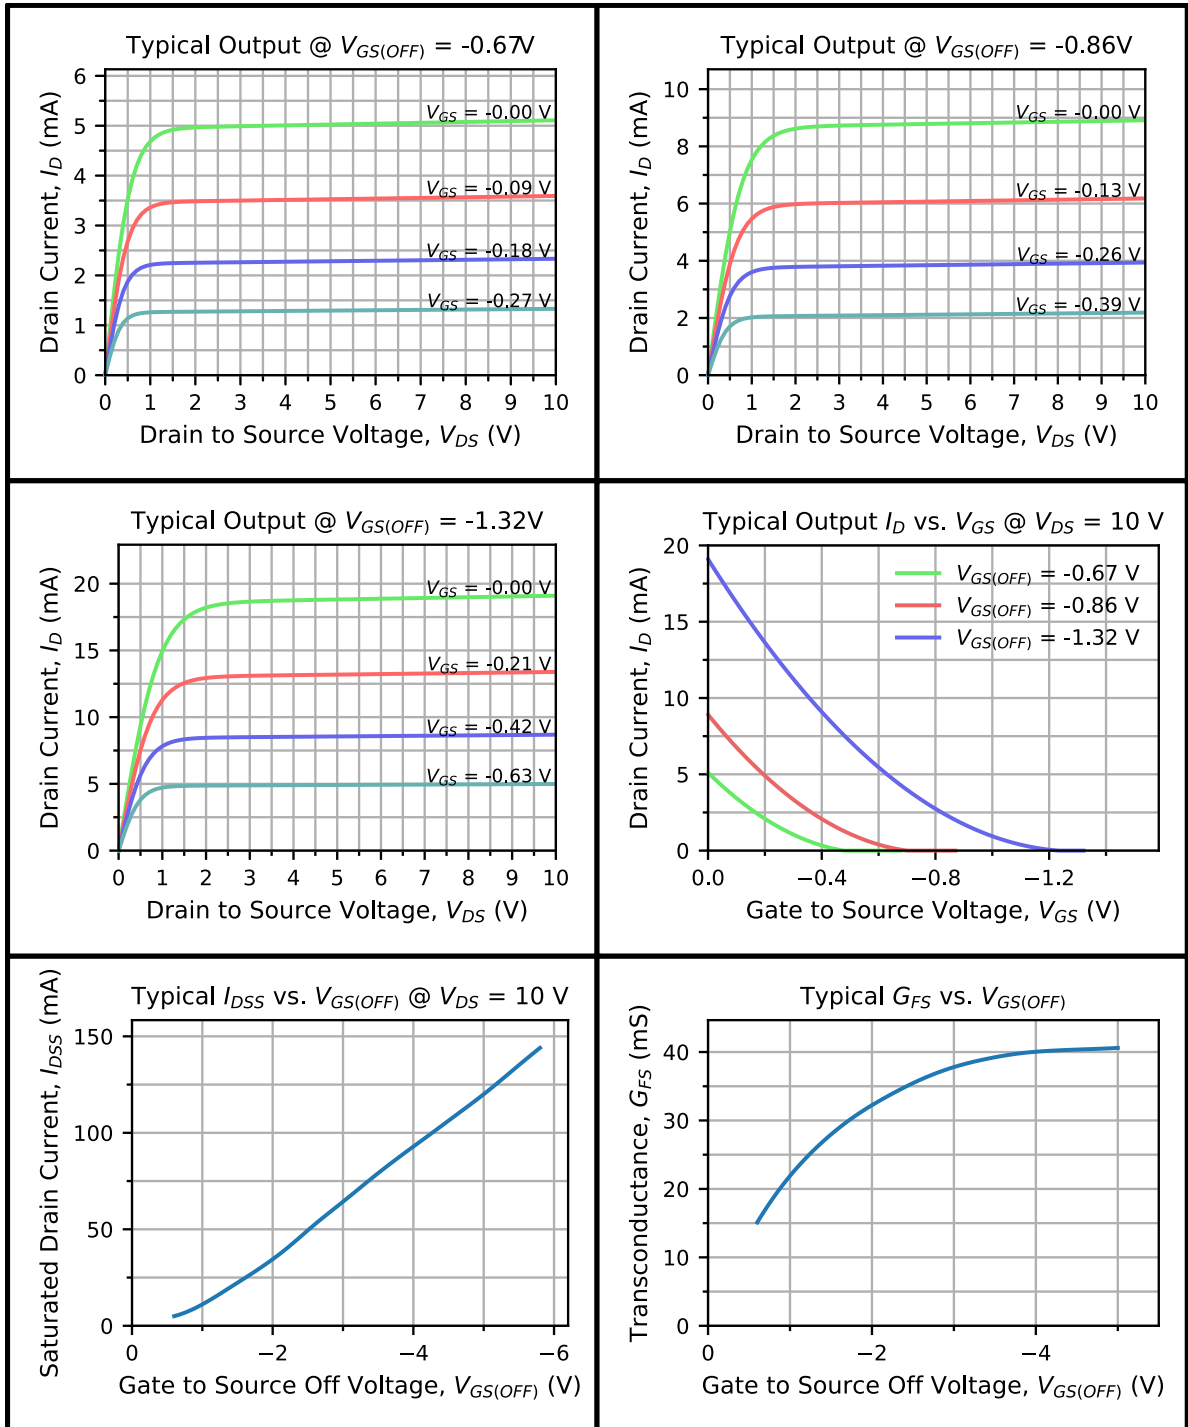 Typical Output @ VGS(OFF) = -0.67V
Drain Current, ID (mA)
6
5
4
3
2
1
0
VGS = -0.00 V
VGS = -0.09 V
VGS = -0.18 V
VGS = -0.27 V
0 1 2 3 4 5 6 7 8 9 10
Drain to Source Voltage, VDS (V)
Typical Output @ VGS(OFF) = -0.86V
Drain Current, ID (mA)
10
8
6
4
2
0
VGS = -0.00 V
VGS = -0.13 V
VGS = -0.26 V
VGS = -0.39 V
0 1 2 3 4 5 6 7 8 9 10
Drain to Source Voltage, VDS (V)
Typical Output @ VGS(OFF) = -1.32V
Drain Current, ID (mA)
20
15
10
5
0
VGS = -0.00 V
VGS = -0.21 V
VGS = -0.42 V
VGS = -0.63 V
0 1 2 3 4 5 6 7 8 9 10
Drain to Source Voltage, VDS (V)
Typical Output ID vs. VGS @ VDS = 10 V
Drain Current, ID (mA)
20
15
10
5
0
VGS(OFF) = -0.67 V
VGS(OFF) = -0.86 V
VGS(OFF) = -1.32 V
0.0 −0.4 −0.8 −1.2
Gate to Source Voltage, VGS (V)
Typical IDSS vs. VGS(OFF) @ VDS = 10 V
Saturated Drain Current, IDSS (mA)
150
100
50
0
0 −2 −4 −6
Gate to Source Off Voltage, VGS(OFF) (V)
Typical GFS vs. VGS(OFF)
Transconductance, GFS (mS)
40
30
20
10
0
0 −2 −4
Gate to Source Off Voltage, VGS(OFF) (V)